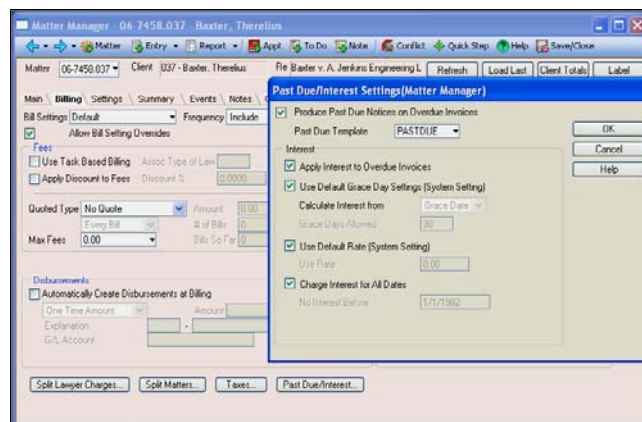 Matter Manager - 06-7458.037 - Baxter, Therelius
Matter Entry Report Appt To Do Note Conflict Quick Step Help Save/Close
Matter 06-7458.037 Client 037 - Baxter, Therelius Re Baxter v. A. Jenkins Engineering L Refresh Load Last Client Totals Label
Main Billing Settings Summary Events Notes
Bill Settings Default Frequency Include
Allow Bill Setting Overrides
Fees
Use Task Based Billing Assoc Type of Law
Apply Discount to Fees Discount % 0.0000
Quoted Type No Quote Amount 0.00
Every Bill # of Bills 0
Max Fees 0.00 Bills So Far 0
Disbursements
Automatically Create Disbursements at Billing
One Time Amount Amount
Explanation -
G/L Account
Split Lawyer Charges... Split Matters... Taxes... Past Due/Interest...
Past Due/Interest Settings(Matter Manager)
Produce Past Due Notices on Overdue Invoices
Past Due Template PASTDUE
OK
Cancel
Help
Interest
Apply Interest to Overdue Invoices
Use Default Grace Day Settings (System Setting)
Calculate Interest from Grace Date
Grace Days Allowed 30
Use Default Rate (System Setting)
Use Rate 0.00
Charge Interest for All Dates
No Interest Before 1/1/1982